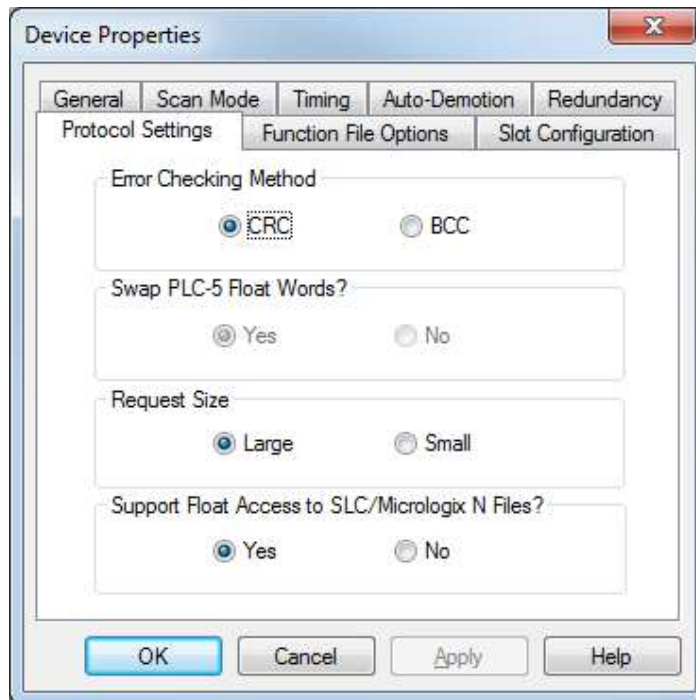 Device Properties
General Scan Mode Timing Auto-Demotion Redundancy
Protocol Settings Function File Options Slot Configuration
Error Checking Method
CRC BCC
Swap PLC-5 Float Words?
Yes No
Request Size
Large Small
Support Float Access to SLC/Micrologix N Files?
Yes No
OK Cancel Apply Help